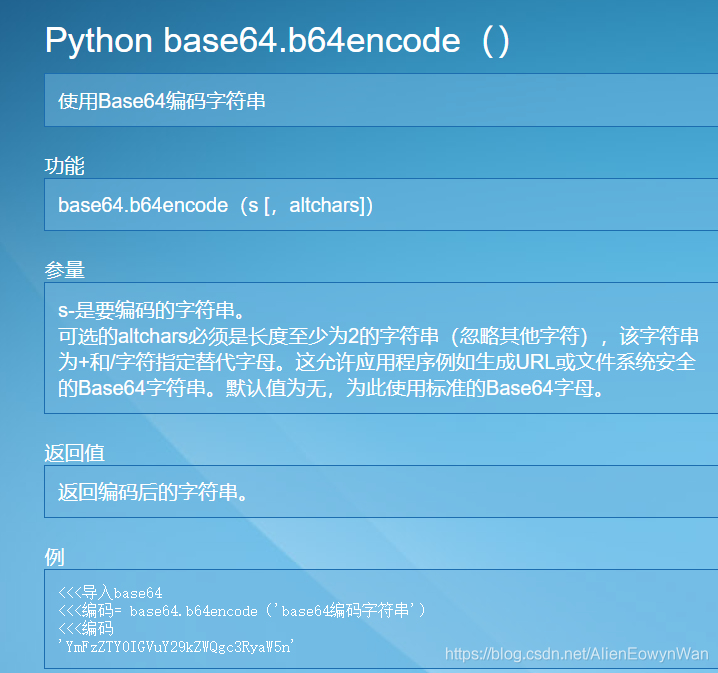 Python base64.b64encode（）
使用Base64编码字符串
功能
base64.b64encode（s [，altchars]）
参量
s-是要编码的字符串。
可选的altchars必须是长度至少为2的字符串（忽略其他字符），该字符串
为+和/字符指定替代字母。这允许应用程序例如生成URL或文件系统安全
的Base64字符串。默认值为无，为此使用标准的Base64字母。
返回值
返回编码后的字符串。
例
<<<导入base64
<<<编码= base64.b64encode（'base64编码字符串'）
<<<编码
'YmFzZTY0IGVuY29kZWQgc3RyaW5n'
https://blog.csdn.net/AlienEowynWan